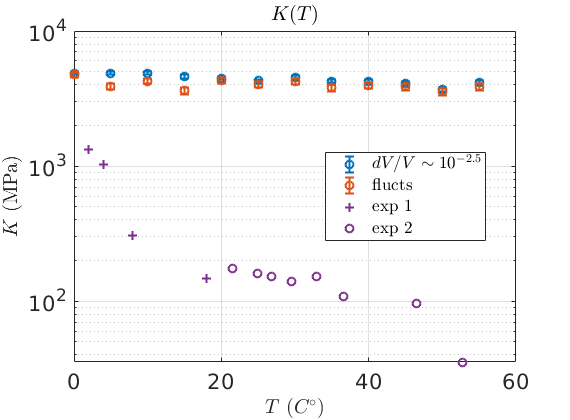 K(T)
10^4
10^3
10^2
K (MPa)
dV/V ∼ 10^{-2.5}
flucts
exp 1
exp 2
0
20
40
60
T (C°)